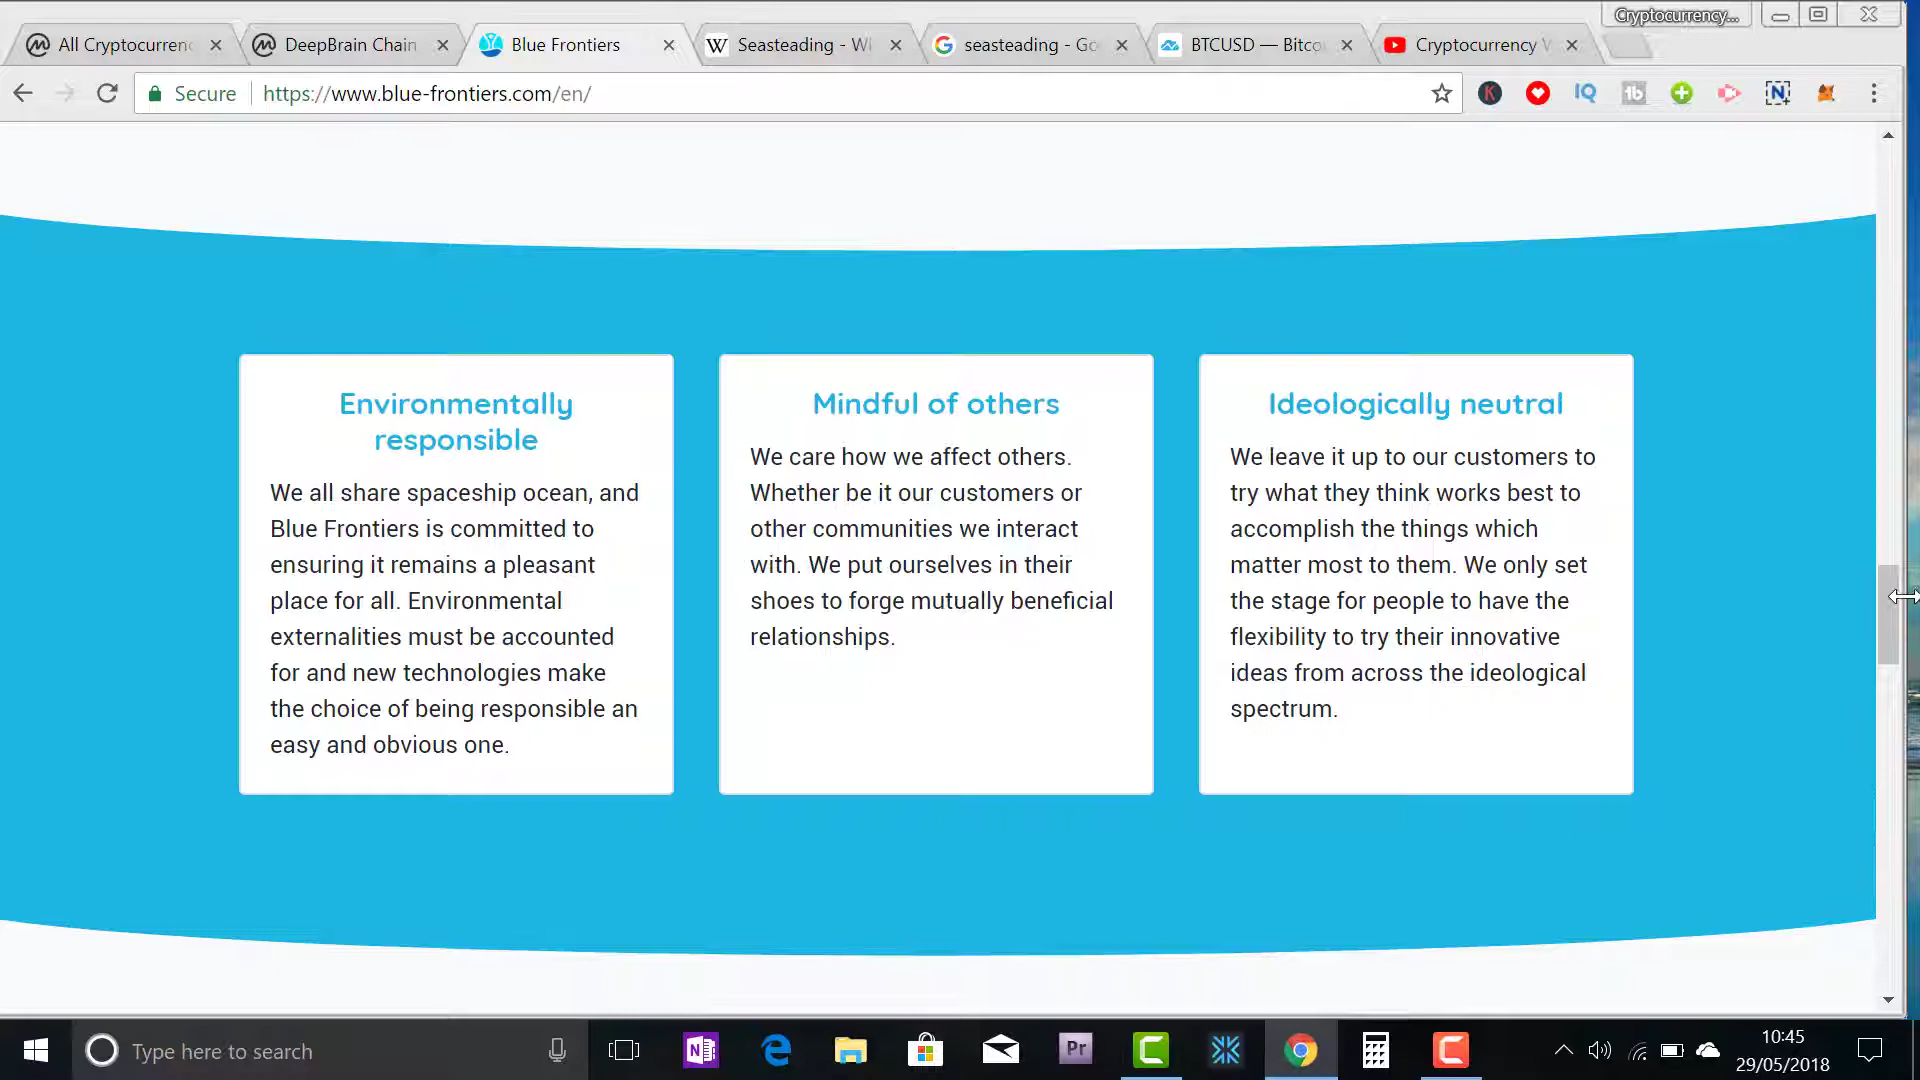 Cryptocurrency...
All Cryptocurrenc
DeepBrain Chain
Blue Frontiers
W
Seasteading - Wi
G
seasteading - Go
BTCUSD — Bitco
Cryptocurrency V
Secure
https://www.blue-frontiers.com/en/
K
IQ
tb
N
Environmentally
responsible
We all share spaceship ocean, and
Blue Frontiers is committed to
ensuring it remains a pleasant
place for all. Environmental
externalities must be accounted
for and new technologies make
the choice of being responsible an
easy and obvious one.
Mindful of others
We care how we affect others.
Whether be it our customers or
other communities we interact
with. We put ourselves in their
shoes to forge mutually beneficial
relationships.
Ideologically neutral
We leave it up to our customers to
try what they think works best to
accomplish the things which
matter most to them. We only set
the stage for people to have the
flexibility to try their innovative
ideas from across the ideological
spectrum.
Type here to search
N
Pr
C
C
10:45
29/05/2018